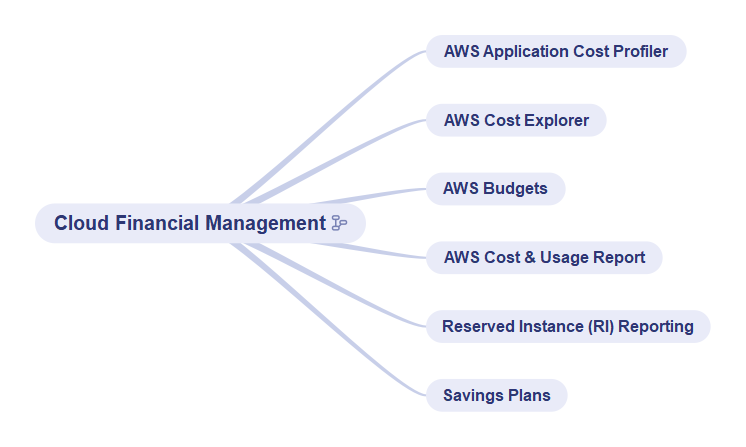 AWS Application Cost Profiler
AWS Cost Explorer
AWS Budgets
Cloud Financial Management
AWS Cost & Usage Report
Reserved Instance (RI) Reporting
Savings Plans